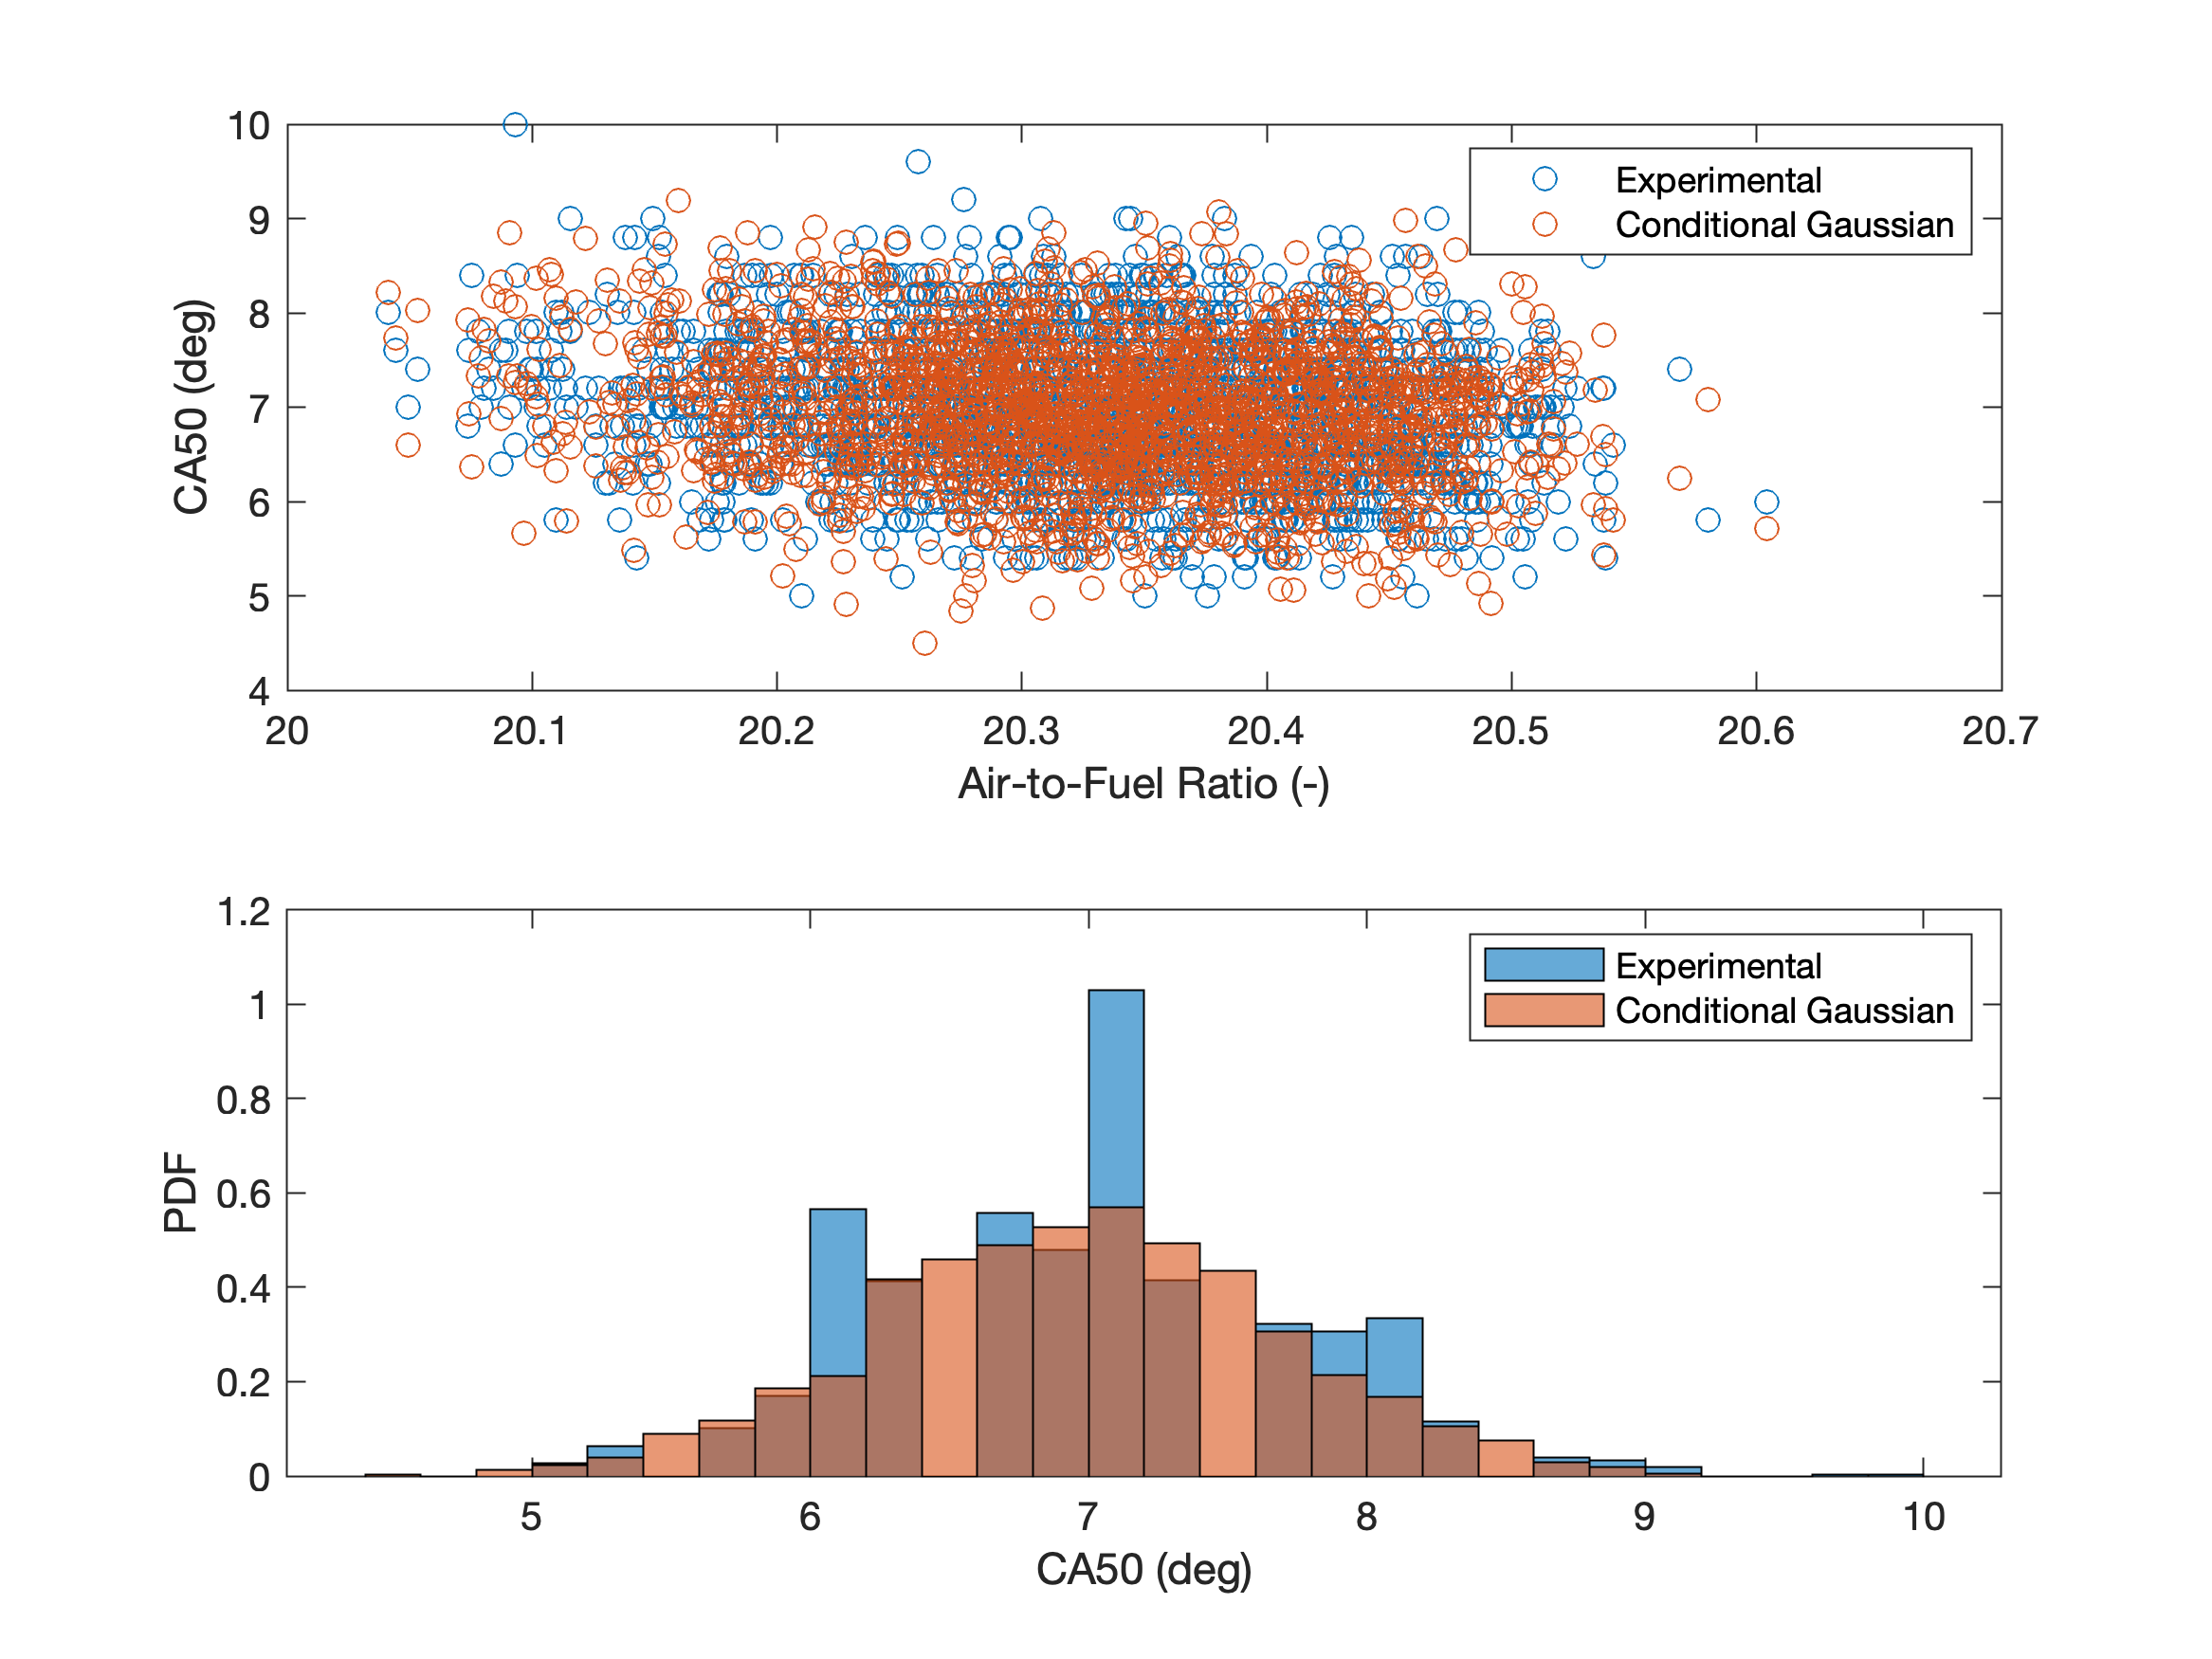 10
9
8
7
6
5
4
CA50 (deg)
Experimental
Conditional Gaussian
20 20.1 20.2 20.3 20.4 20.5 20.6 20.7
Air-to-Fuel Ratio (-)
1.2
1
0.8
0.6
0.4
0.2
0
PDF
Experimental
Conditional Gaussian
5 6 7 8 9 10
CA50 (deg)